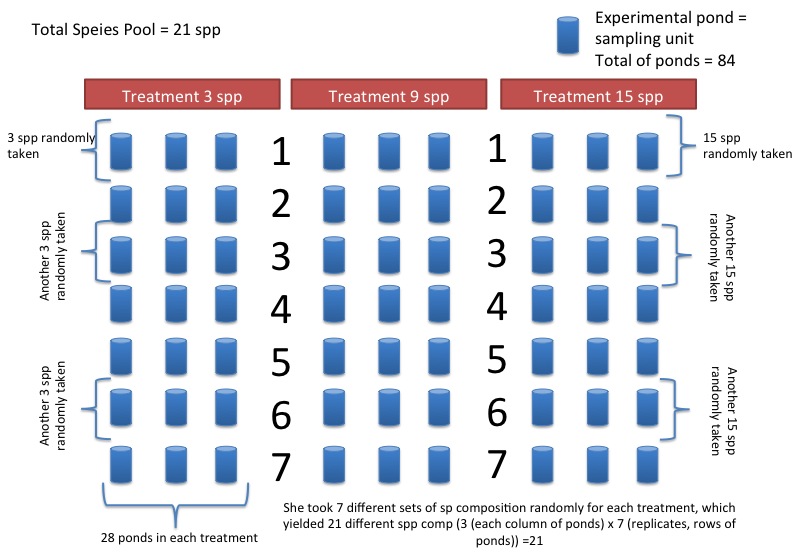 Total Speies Pool = 21 spp
Experimental pond =
sampling unit
Total of ponds = 84
Treatment 3 spp
Treatment 9 spp
Treatment 15 spp
3 spp randomly
taken
1
1
15 spp
randomly taken
2
2
Another 3 spp
randomly taken
3
3
Another 15 spp
randomly taken
4
4
5
5
Another 3 spp
randomly taken
6
6
Another 15 spp
randomly taken
7
7
28 ponds in each treatment
She took 7 different sets of sp composition randomly for each treatment, which
yielded 21 different spp comp (3 (each column of ponds) x 7 (replicates, rows of
ponds)) =21